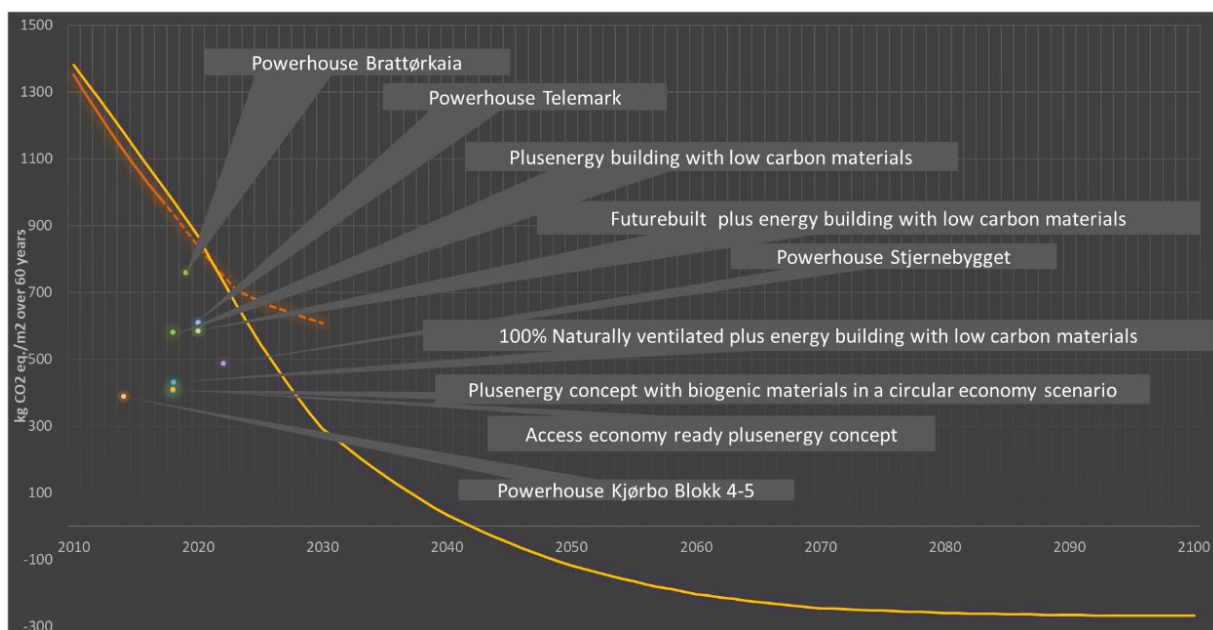 1500
Powerhouse Brattørkaia
1300
Powerhouse Telemark
1100
Plusenergy building with low carbon materials
900
Futurebuilt plus energy building with low carbon materials
Powerhouse Stjernebygget
700
100% Naturally ventilated plus energy building with low carbon materials
500
Plusenergy concept with biogenic materials in a circular economy scenario
300
Access economy ready plusenergy concept
100
Powerhouse Kjørbo Blokk 4-5
kg CO2 eq./m2 over 60 years
2010 2020 2030 2040 2050 2060 2070 2080 2090 2100
-100
-300